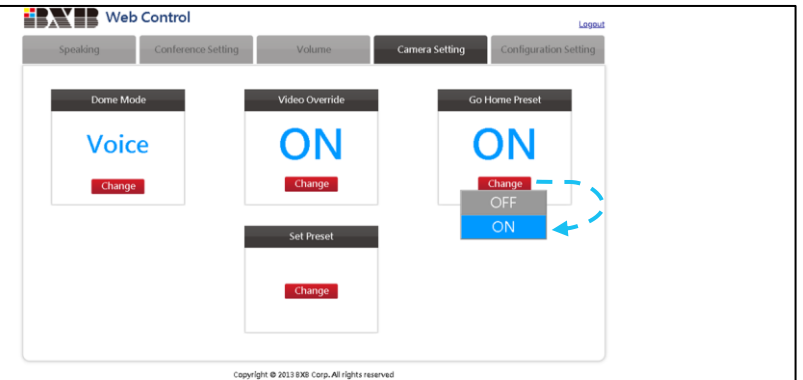 BXB Web Control
Logout
Speaking Conference Setting Volume Camera Setting Configuration Setting
Dome Mode Video Override Go Home Preset
Voice ON ON
Change Change Change
OFF
ON
Set Preset
Change
Copyright © 2013 BXB Corp. All rights reserved